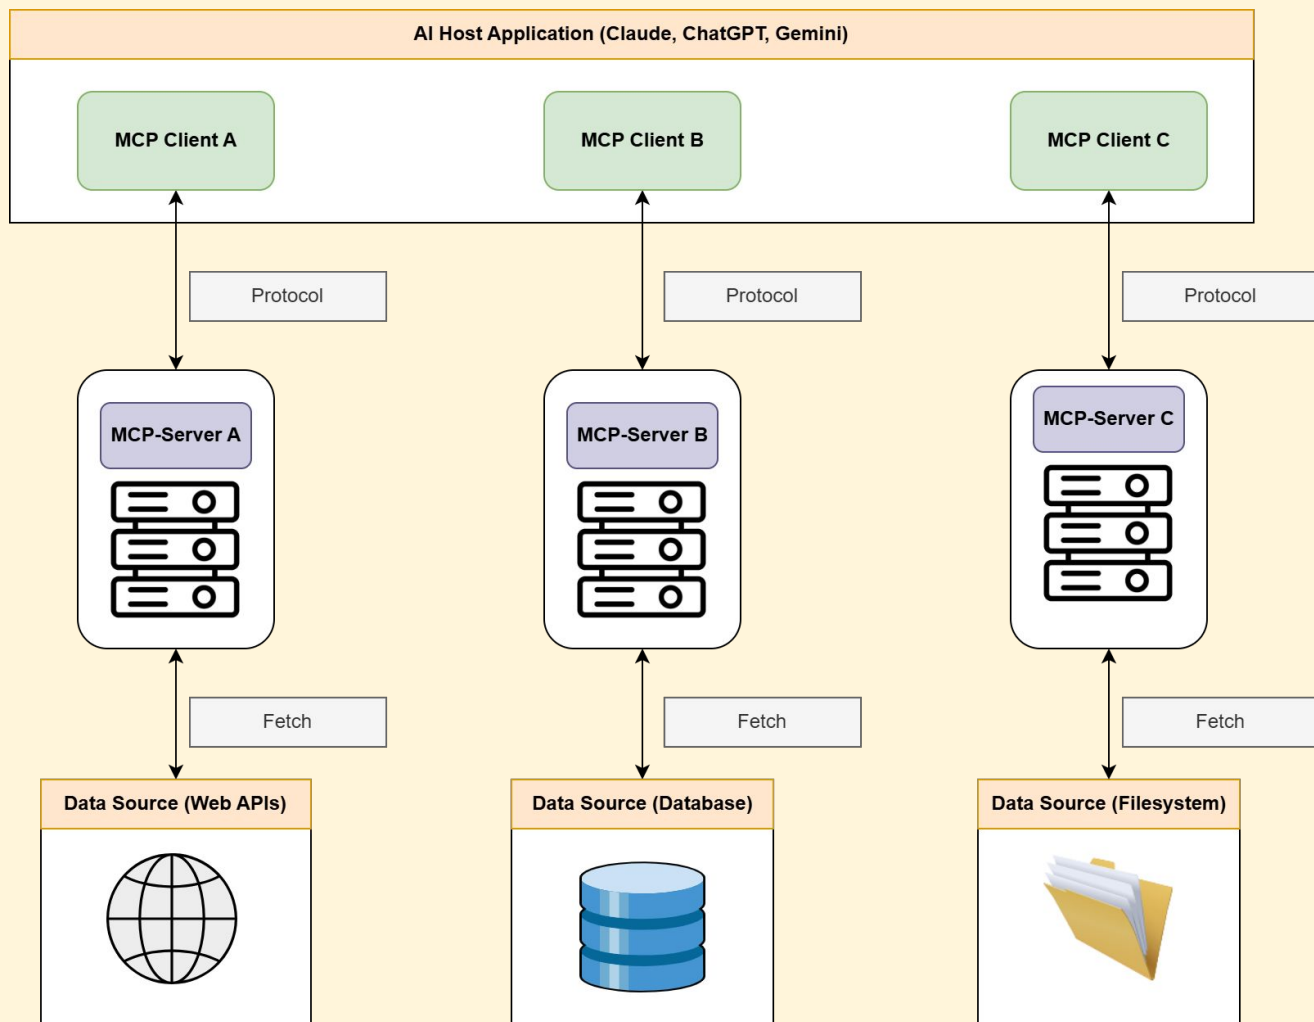 AI Host Application (Claude, ChatGPT, Gemini)
MCP Client A
MCP Client B
MCP Client C
Protocol
Protocol
Protocol
MCP-Server A
MCP-Server B
MCP-Server C
Fetch
Fetch
Fetch
Data Source (Web APIs)
Data Source (Database)
Data Source (Filesystem)